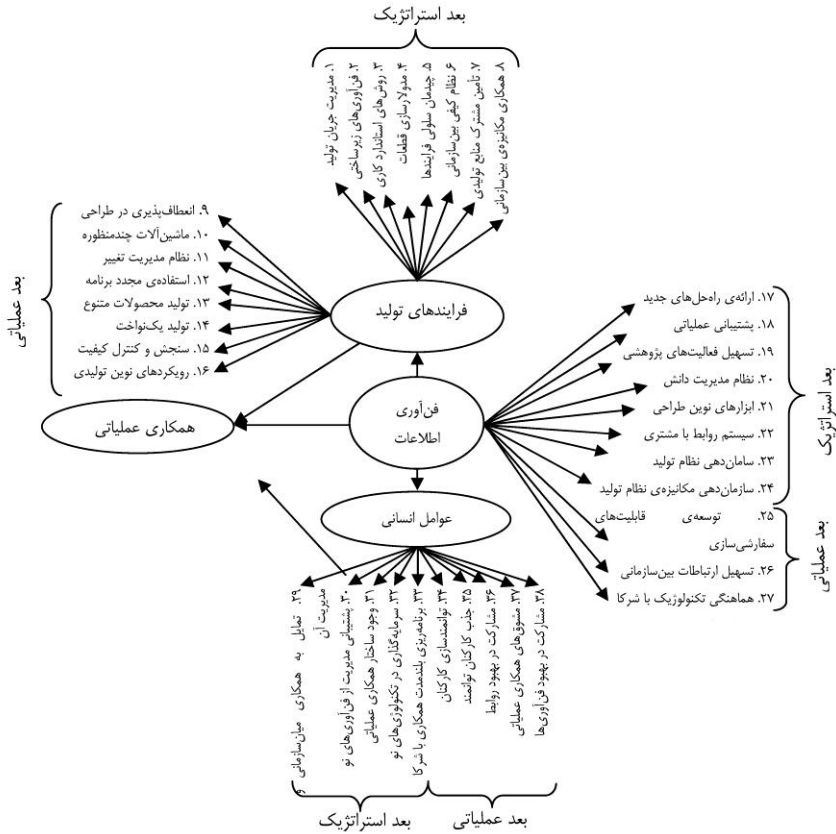 بعد استراتژیک
۱. مدیریت جریان تولید
۲. فن‌آوری‌های زیرساختی
۳. روش‌های استاندارد کاری
۴. مدولارسازی قطعات
۵. چیدمان سلولی فرایندها
۶. نظام کیفی بین‌سازمانی
۷. تأمین مشترک منابع تولیدی
۸. همکاری مکانیزه‌ی بین‌سازمانی
فرایندهای تولید
بعد عملیاتی
۹. انعطاف‌پذیری در طراحی
۱۰. ماشین‌آلات چندمنظوره
۱۱. نظام مدیریت تغییر
۱۲. استفاده‌ی مجدد برنامه
۱۳. تولید محصولات متنوع
۱۴. تولید یک‌نواخت
۱۵. سنجش و کنترل کیفیت
۱۶. رویکردهای نوین تولیدی
همکاری عملیاتی
فن‌آوری
اطلاعات
بعد استراتژیک
۱۷. ارائه‌ی راه‌حل‌های جدید
۱۸. پشتیبانی عملیاتی
۱۹. تسهیل فعالیت‌های پژوهشی
۲۰. نظام مدیریت دانش
۲۱. ابزارهای نوین طراحی
۲۲. سیستم روابط با مشتری
۲۳. سامان‌دهی نظام تولید
۲۴. سازمان‌دهی مکانیزه‌ی نظام تولید
بعد عملیاتی
۲۵. توسعه‌ی قابلیت‌های
سفارشی‌سازی
۲۶. تسهیل ارتباطات بین‌سازمانی
۲۷. هماهنگی تکنولوژیک با شرکا
عوامل انسانی
۲۹. تمایل به همکاری میان‌سازمانی و
مدیریت آن
۳۰. پشتیبانی مدیریت از فن‌آوری‌های نو
۳۱. وجود ساختار همکاری عملیاتی
۳۲. سرمایه‌گذاری در تکنولوژی‌های نو
۳۳. برنامه‌ریزی بلندمدت همکاری با شرکا
۳۴. توانمندسازی کارکنان
۳۵. جذب کارکنان توانمند
۳۶. مشارکت در بهبود روابط
۳۷. مشوق‌های همکاری عملیاتی
۳۸. مشارکت در بهبود فن‌آوری‌ها
بعد استراتژیک
بعد عملیاتی